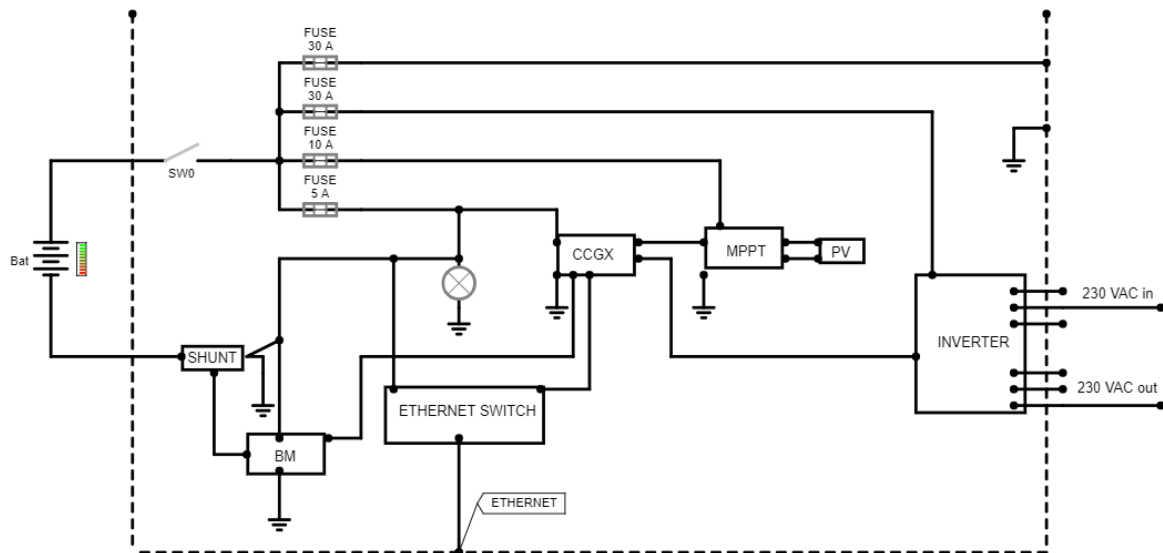 FUSE
30 A
FUSE
30 A
FUSE
10 A
SW0
FUSE
5 A
Bat
CCGX
MPPT
PV
230 VAC in
SHUNT
INVERTER
230 VAC out
ETHERNET SWITCH
BM
ETHERNET